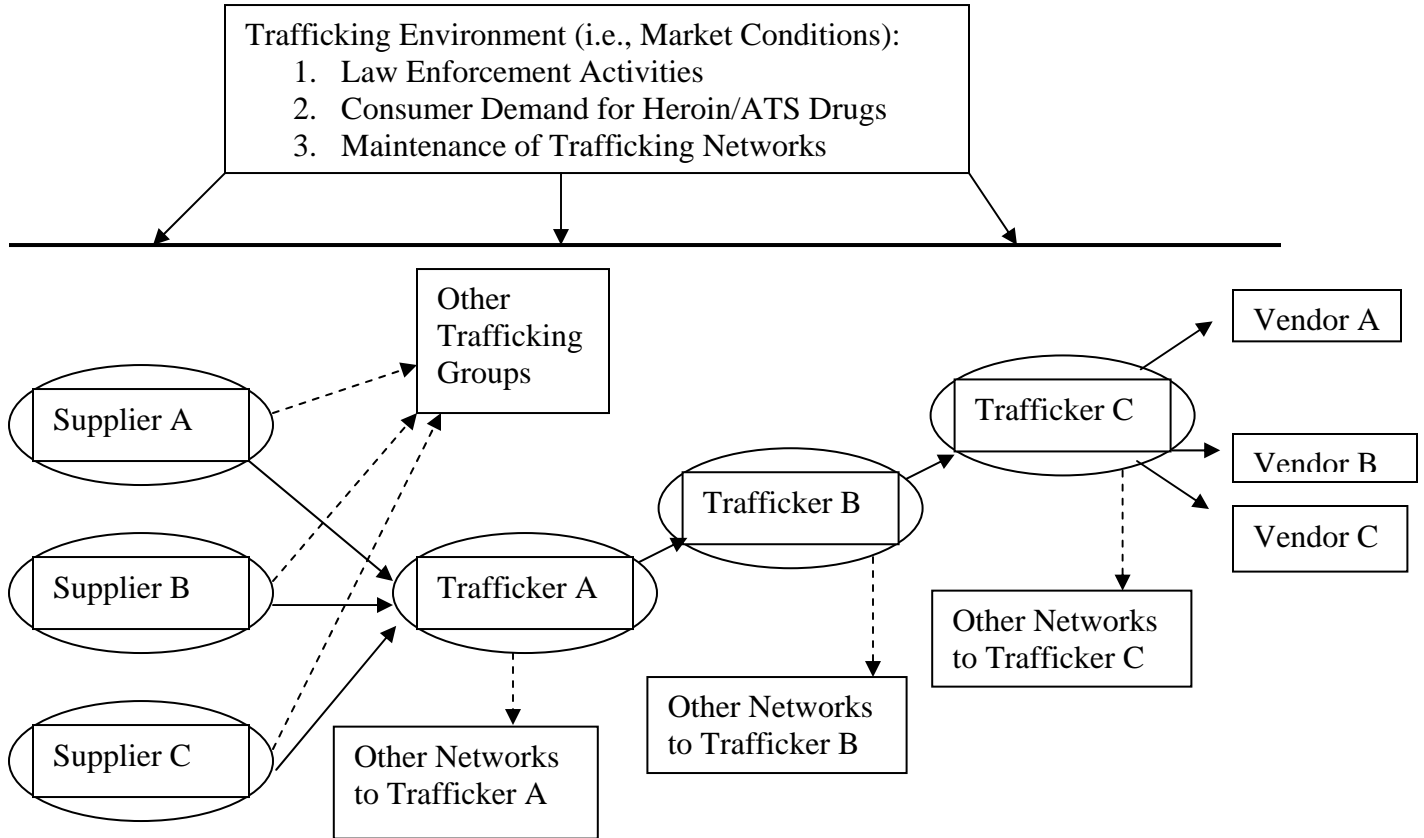 Trafficking Environment (i.e., Market Conditions):
1. Law Enforcement Activities
2. Consumer Demand for Heroin/ATS Drugs
3. Maintenance of Trafficking Networks
Other
Trafficking
Groups
Vendor A
Supplier A
Trafficker C
Vendor B
Trafficker B
Vendor C
Supplier B
Trafficker A
Other Networks
to Trafficker C
Other Networks
to Trafficker B
Supplier C
Other Networks
to Trafficker A